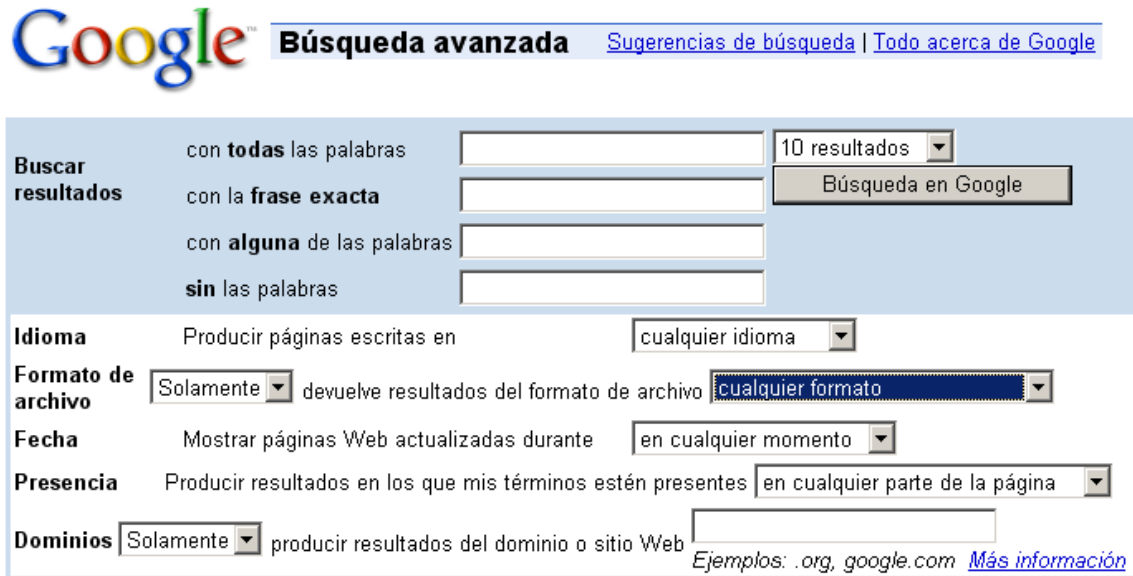 Google™ Búsqueda avanzada Sugerencias de búsqueda | Todo acerca de Google
Buscar resultados
con todas las palabras 10 resultados
Búsqueda en Google
con la frase exacta
con alguna de las palabras
sin las palabras
Idioma Producir páginas escritas en cualquier idioma
Formato de archivo Solamente devuelve resultados del formato de archivo cualquier formato
Fecha Mostrar páginas Web actualizadas durante en cualquier momento
Presencia Producir resultados en los que mis términos estén presentes en cualquier parte de la página
Dominios Solamente producir resultados del dominio o sitio Web
Ejemplos: .org, google.com Más información